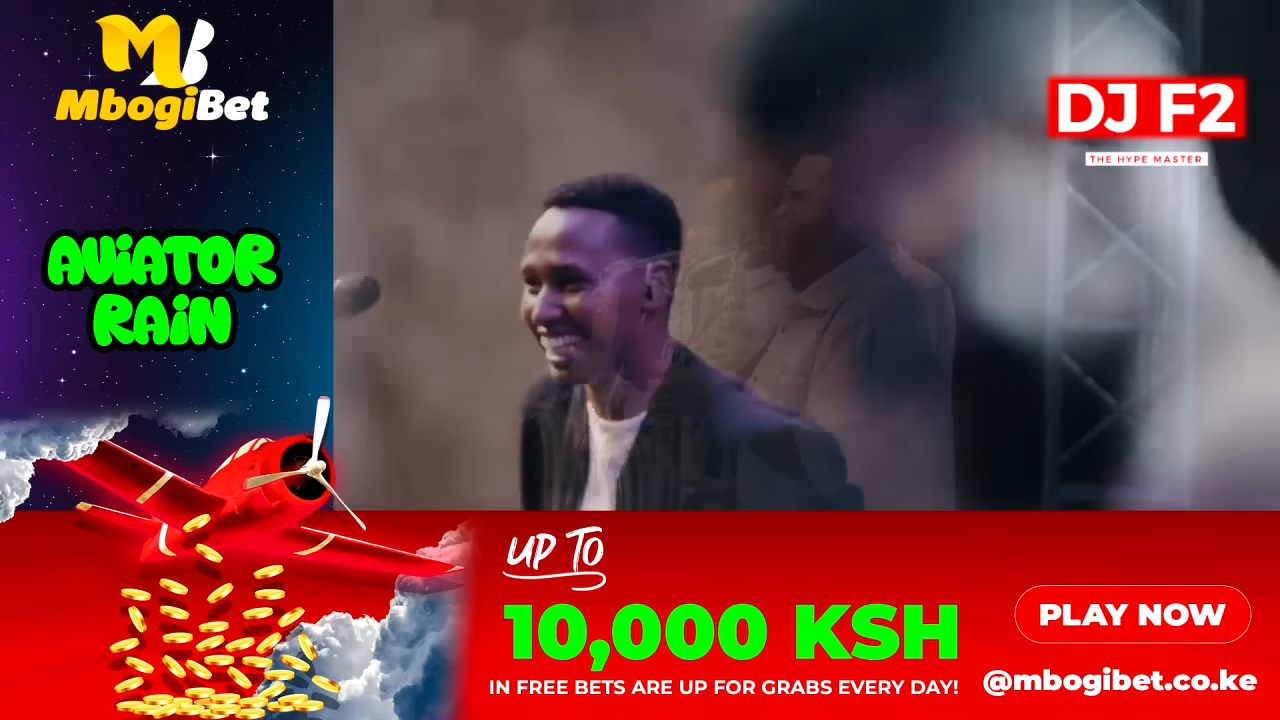 MB
MbogiBet
AVIATOR
RAIN
DJ F2
THE HYPE MASTER
UP TO
10,000 KSH
IN FREE BETS ARE UP FOR GRABS EVERY DAY!
PLAY NOW
@mbogibet.co.ke